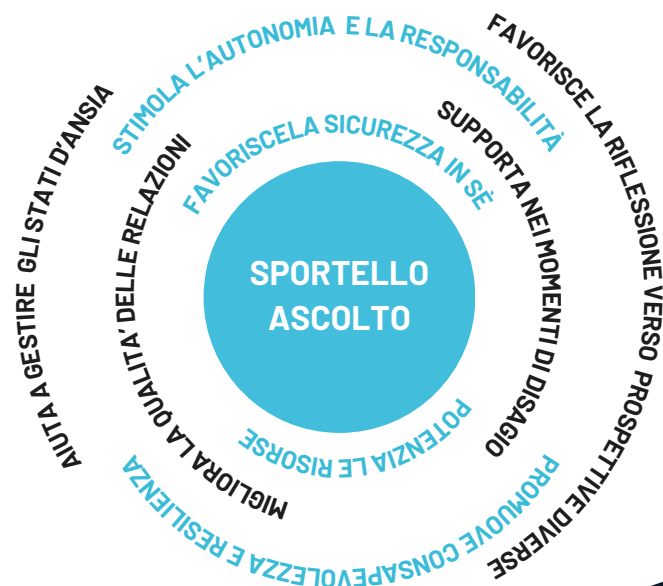 SPORTELLO
ASCOLTO
FAVORISCELA SICUREZZA IN SÈ
POTENZIA LE RISORSE
MIGLIORA LA QUALITA' DELLE RELAZIONI
SUPPORTA NEI MOMENTI DI DISAGIO
STIMOLA L'AUTONOMIA E LA RESPONSABILITÀ
PROMUOVE CONSAPEVOLEZZA E RESILIENZA
AIUTA A GESTIRE GLI STATI D'ANSIA
FAVORISCE LA RIFLESSIONE VERSO PROSPETTIVE DIVERSE